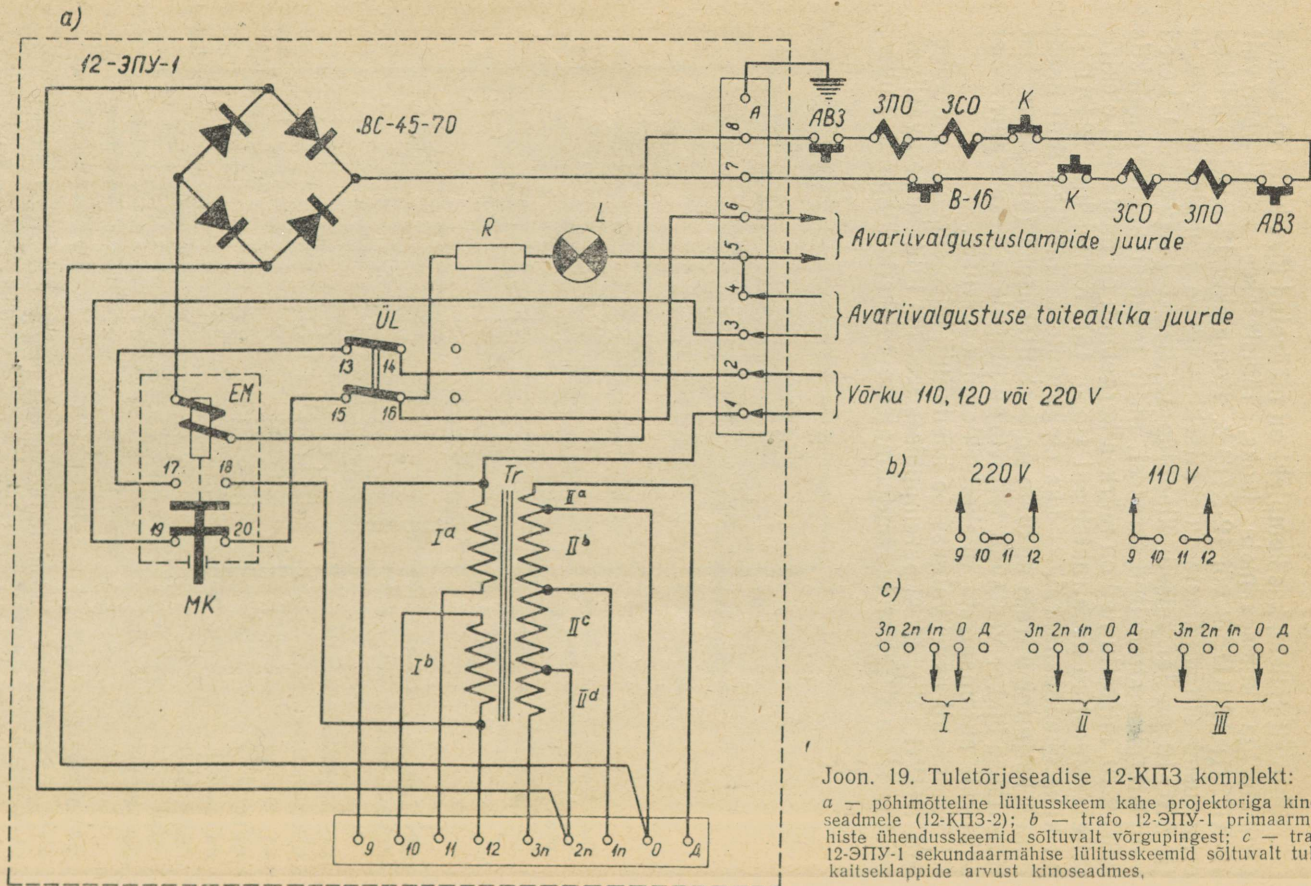 a)
12-ЭПУ-1
ВС-45-70
A
8
7
6
5
4
3
2
1
АВЗ ЗПО ЗСО К
В-16 К ЗСО ЗПО АВЗ
R L
Avariivalgustuslampide juurde
Avariivalgustuse toiteallika juurde
Võrku 110, 120 või 220 V
ÜL
13 14
15 16
EM
17 18
19 20
MK
Tr
Iᵃ
Iᵇ
IIᵃ
IIᵇ
IIᶜ
IIᵈ
9 10 11 12 3п 2п 1п 0 Д
b)
220 V 110 V
9 10 11 12 9 10 11 12
c)
3п 2п 1п 0 Д 3п 2п 1п 0 Д 3п 2п 1п 0 Д
I II III
Joon. 19. Tuletõrjeseadise 12-КПЗ komplekt:
a — põhimõtteline lülitusskeem kahe projektoriga kin
seadmele (12-КПЗ-2); b — trafo 12-ЭПУ-1 primaarm
histe ühendusskeemid sõltuvalt võrgupingest; c — tra
12-ЭПУ-1 sekundaarmähise lülitusskeemid sõltuvalt tul
kaitseklappide arvust kinoseadmes.